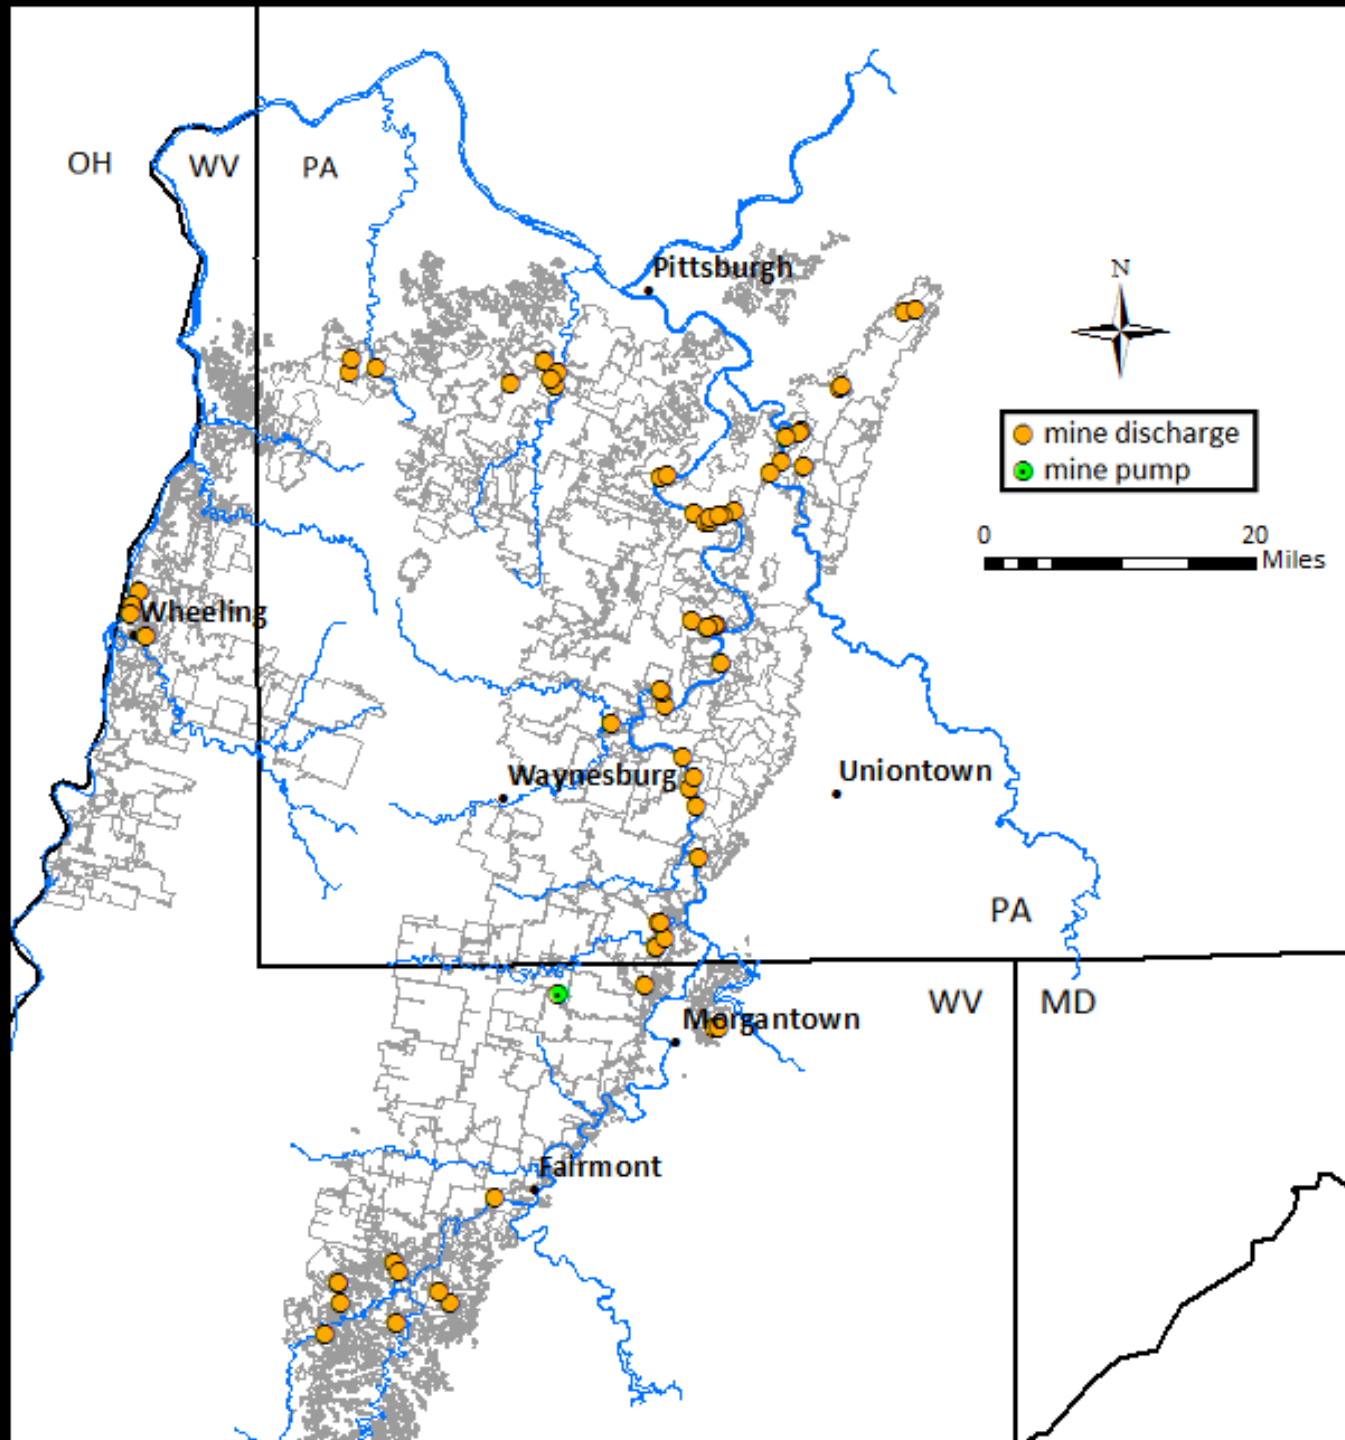 OH
WV
PA
Pittsburgh
N
mine discharge
mine pump
0 20
Miles
Wheeling
Waynesburg
Uniontown
PA
WV
MD
Morgantown
Fairmont